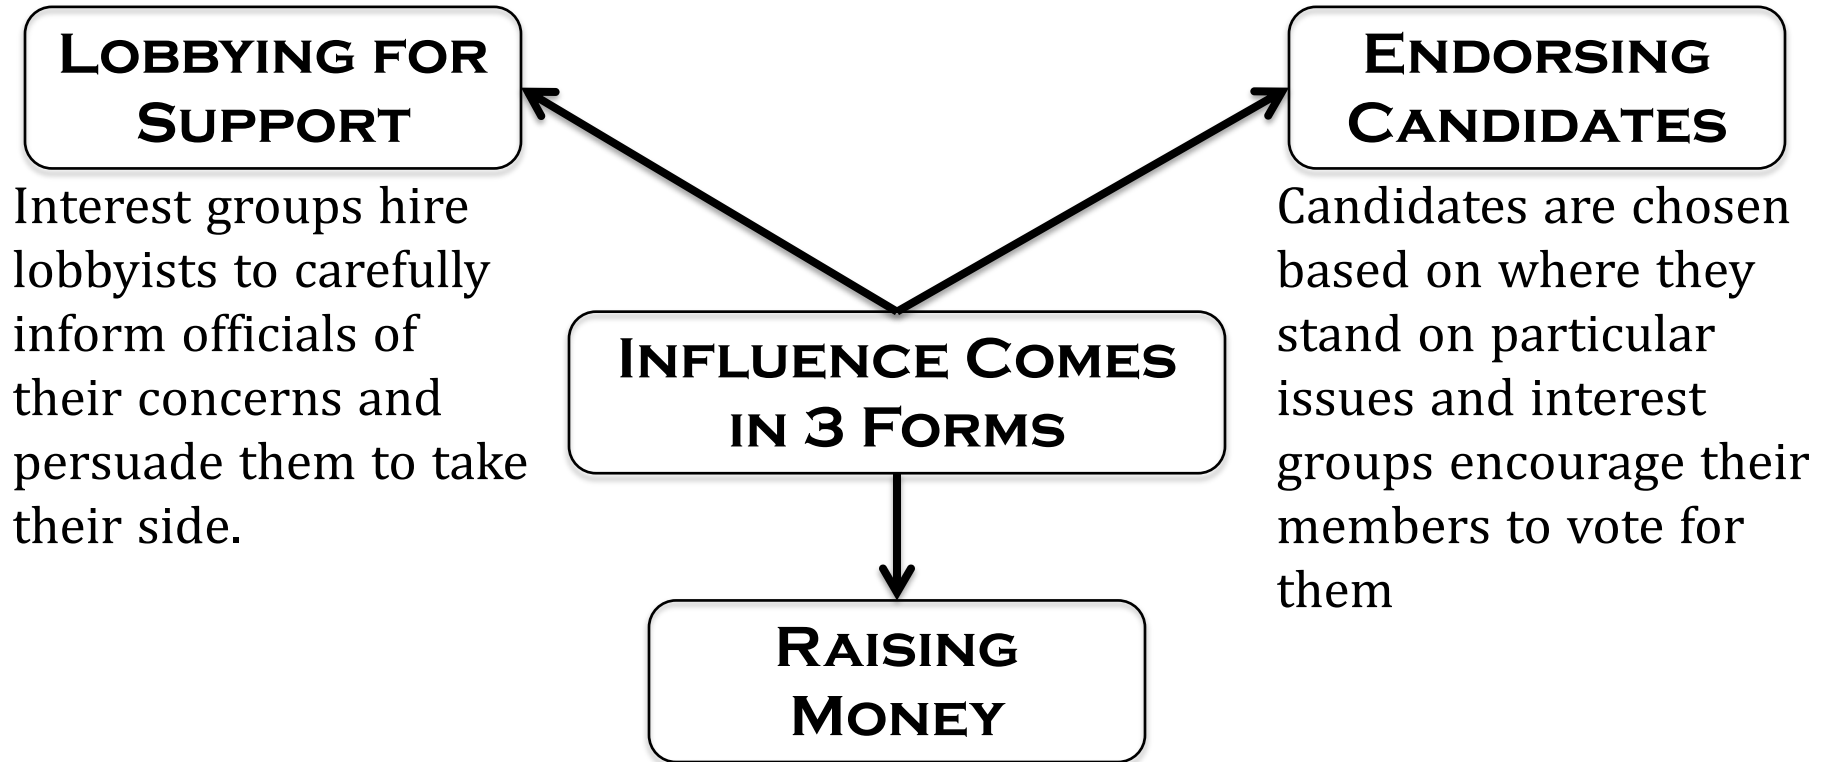 LOBBYING FOR
SUPPORT
Interest groups hire
lobbyists to carefully
inform officials of
their concerns and
persuade them to take
their side.
ENDORSING
CANDIDATES
Candidates are chosen
based on where they
stand on particular
issues and interest
groups encourage their
members to vote for
them
INFLUENCE COMES
IN 3 FORMS
RAISING
MONEY